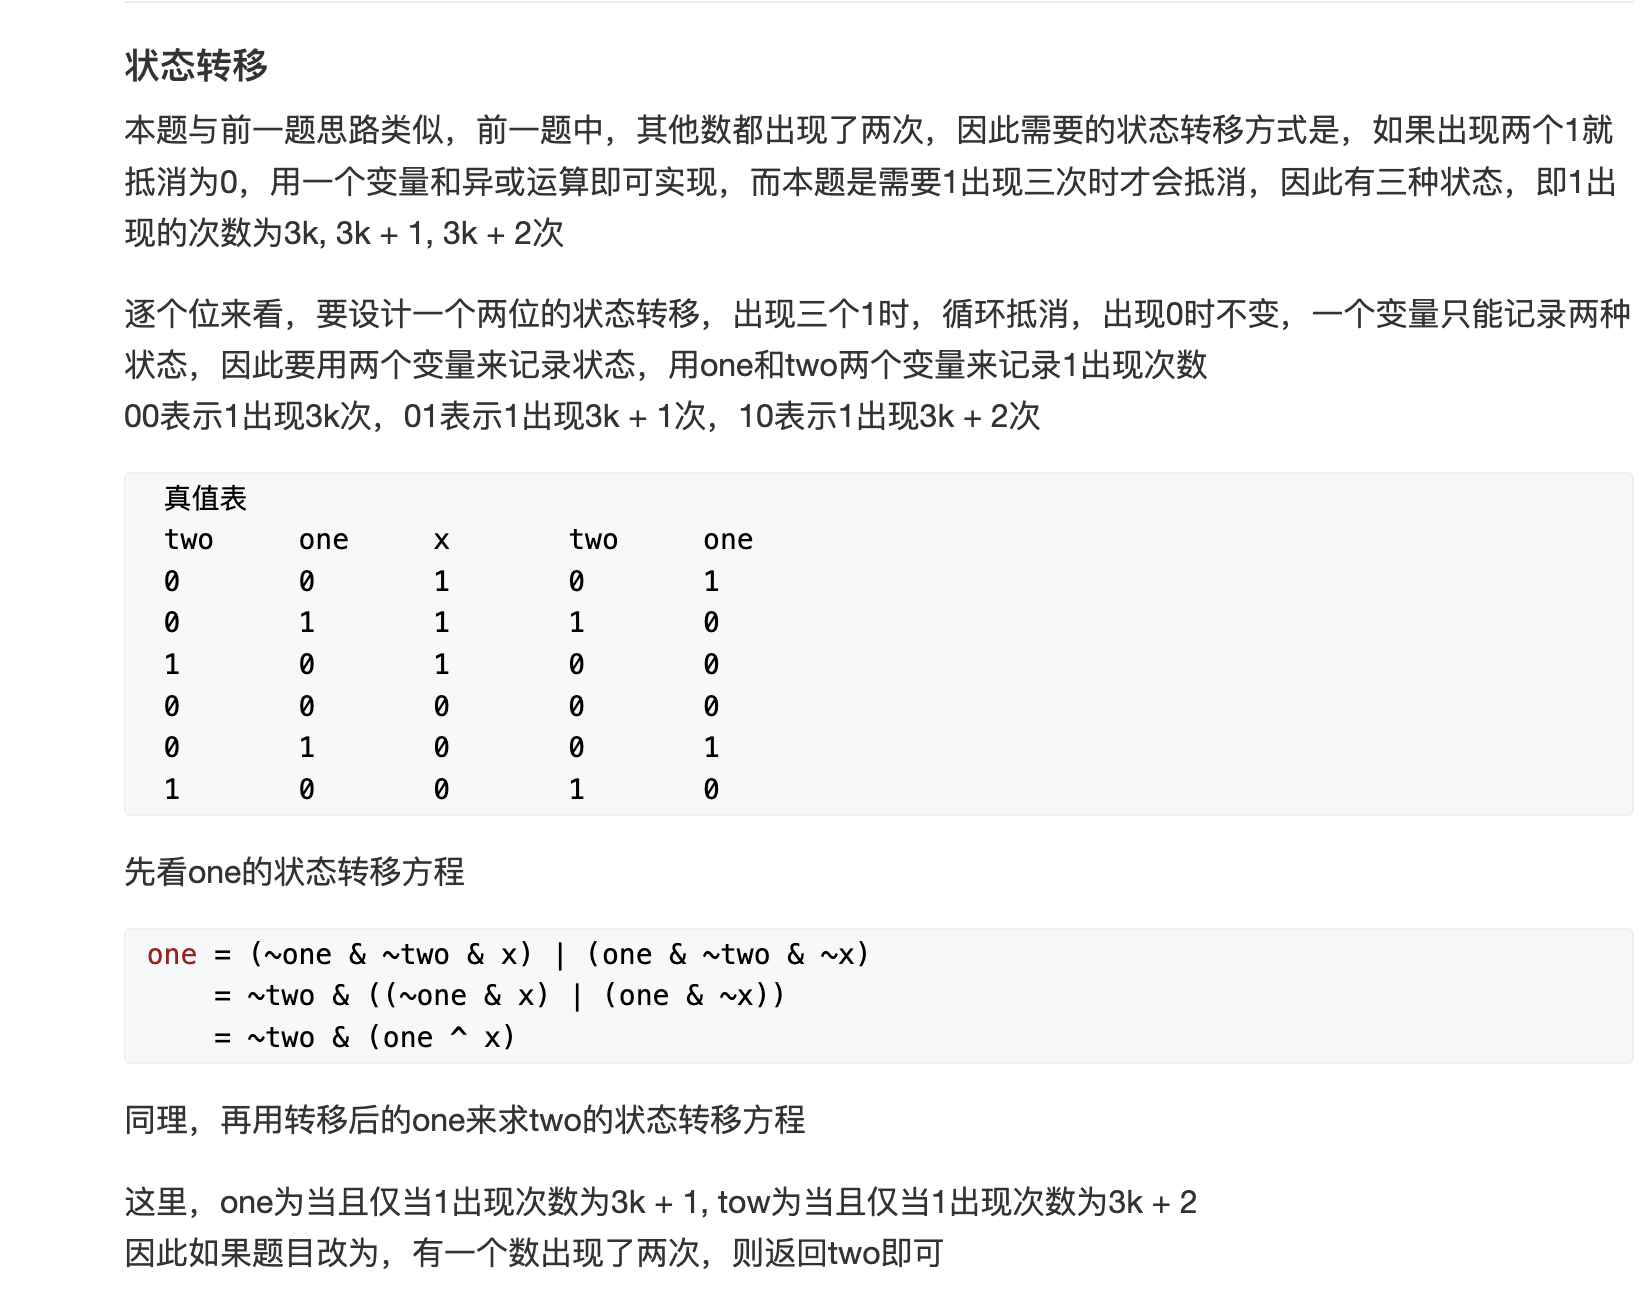 状态转移
本题与前一题思路类似，前一题中，其他数都出现了两次，因此需要的状态转移方式是，如果出现两个1就
抵消为0，用一个变量和异或运算即可实现，而本题是需要1出现三次时才会抵消，因此有三种状态，即1出
现的次数为3k, 3k + 1, 3k + 2次
逐个位来看，要设计一个两位的状态转移，出现三个1时，循环抵消，出现0时不变，一个变量只能记录两种
状态，因此要用两个变量来记录状态，用one和two两个变量来记录1出现次数
00表示1出现3k次，01表示1出现3k + 1次，10表示1出现3k + 2次
真值表
two one x two one
0 0 1 0 1
0 1 1 1 0
1 0 1 0 0
0 0 0 0 0
0 1 0 0 1
1 0 0 1 0
先看one的状态转移方程
one = (~one & ~two & x) | (one & ~two & ~x)
= ~two & ((~one & x) | (one & ~x))
= ~two & (one ^ x)
同理，再用转移后的one来求two的状态转移方程
这里，one为当且仅当1出现次数为3k + 1, tow为当且仅当1出现次数为3k + 2
因此如果题目改为，有一个数出现了两次，则返回two即可